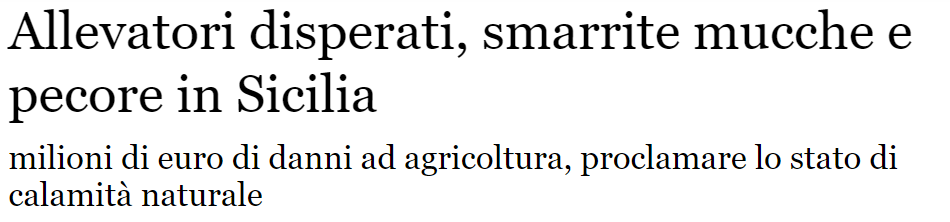 Allevatori disperati, smarrite mucche e
pecore in Sicilia
milioni di euro di danni ad agricoltura, proclamare lo stato di
calamità naturale